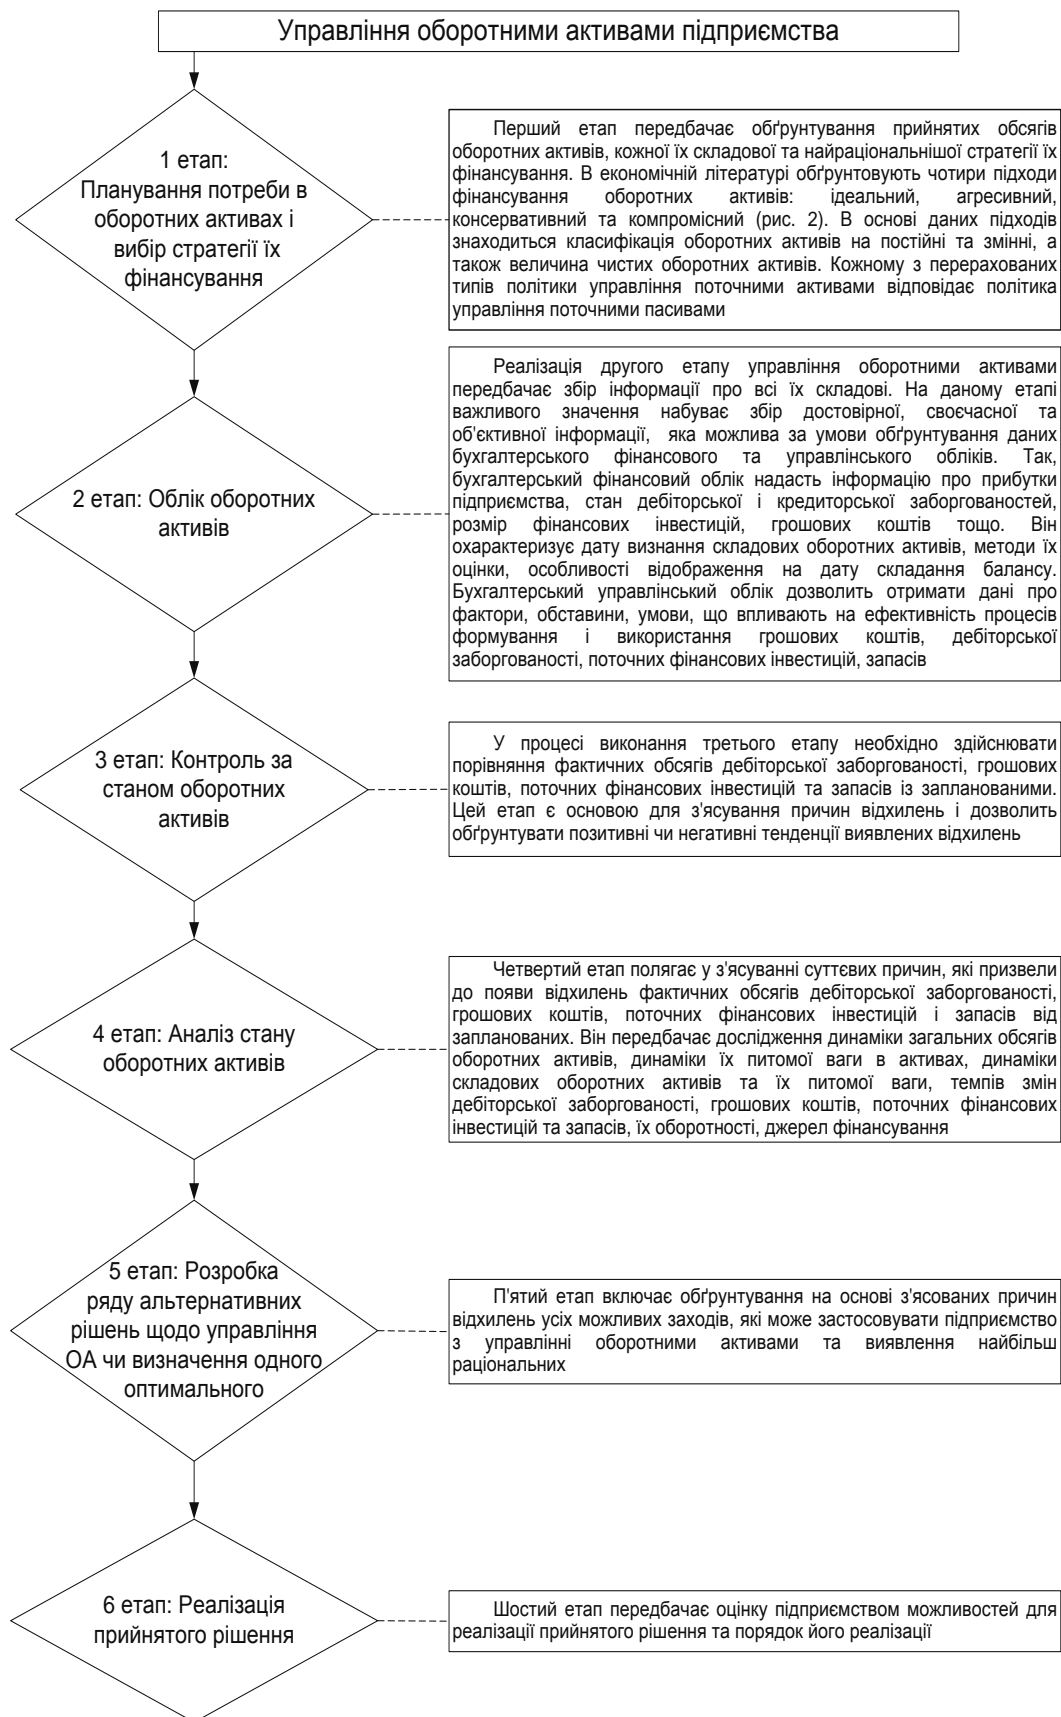 Управління оборотними активами підприємства
1 етап:
Планування потреби в
оборотних активах і
вибір стратегії їх
фінансування
Перший етап передбачає обґрунтування прийнятих обсягів
оборотних активів, кожної їх складової та найраціональнішої стратегії їх
фінансування. В економічній літературі обґрунтовують чотири підходи
фінансування оборотних активів: ідеальний, агресивний,
консервативний та компромісний (рис. 2). В основі даних підходів
знаходиться класифікація оборотних активів на постійні та змінні, а
також величина чистих оборотних активів. Кожному з перерахованих
типів політики управління поточними активами відповідає політика
управління поточними пасивами
2 етап: Облік оборотних
активів
Реалізація другого етапу управління оборотними активами
передбачає збір інформації про всі їх складові. На даному етапі
важливого значення набуває збір достовірної, своєчасної та
об'єктивної інформації, яка можлива за умови обґрунтування даних
бухгалтерського фінансового та управлінського обліків. Так,
бухгалтерський фінансовий облік надасть інформацію про прибутки
підприємства, стан дебіторської і кредиторської заборгованостей,
розмір фінансових інвестицій, грошових коштів тощо. Він
охарактеризує дату визнання складових оборотних активів, методи їх
оцінки, особливості відображення на дату складання балансу.
Бухгалтерський управлінський облік дозволить отримати дані про
фактори, обставини, умови, що впливають на ефективність процесів
формування і використання грошових коштів, дебіторської
заборгованості, поточних фінансових інвестицій, запасів
3 етап: Контроль за
станом оборотних
активів
У процесі виконання третього етапу необхідно здійснювати
порівняння фактичних обсягів дебіторської заборгованості, грошових
коштів, поточних фінансових інвестицій та запасів із запланованими.
Цей етап є основою для з'ясування причин відхилень і дозволить
обґрунтувати позитивні чи негативні тенденції виявлених відхилень
4 етап: Аналіз стану
оборотних активів
Четвертий етап полягає у з'ясуванні суттєвих причин, які призвели
до появи відхилень фактичних обсягів дебіторської заборгованості,
грошових коштів, поточних фінансових інвестицій і запасів від
запланованих. Він передбачає дослідження динаміки загальних обсягів
оборотних активів, динаміки їх питомої ваги в активах, динаміки
складових оборотних активів та їх питомої ваги, темпів змін
дебіторської заборгованості, грошових коштів, поточних фінансових
інвестицій та запасів, їх оборотності, джерел фінансування
5 етап: Розробка
ряду альтернативних
рішень щодо управління
ОА чи визначення одного
оптимального
П'ятий етап включає обґрунтування на основі з'ясованих причин
відхилень усіх можливих заходів, які може застосовувати підприємство
з управлінні оборотними активами та виявлення найбільш
раціональних
6 етап: Реалізація
прийнятого рішення
Шостий етап передбачає оцінку підприємством можливостей для
реалізації прийнятого рішення та порядок його реалізації